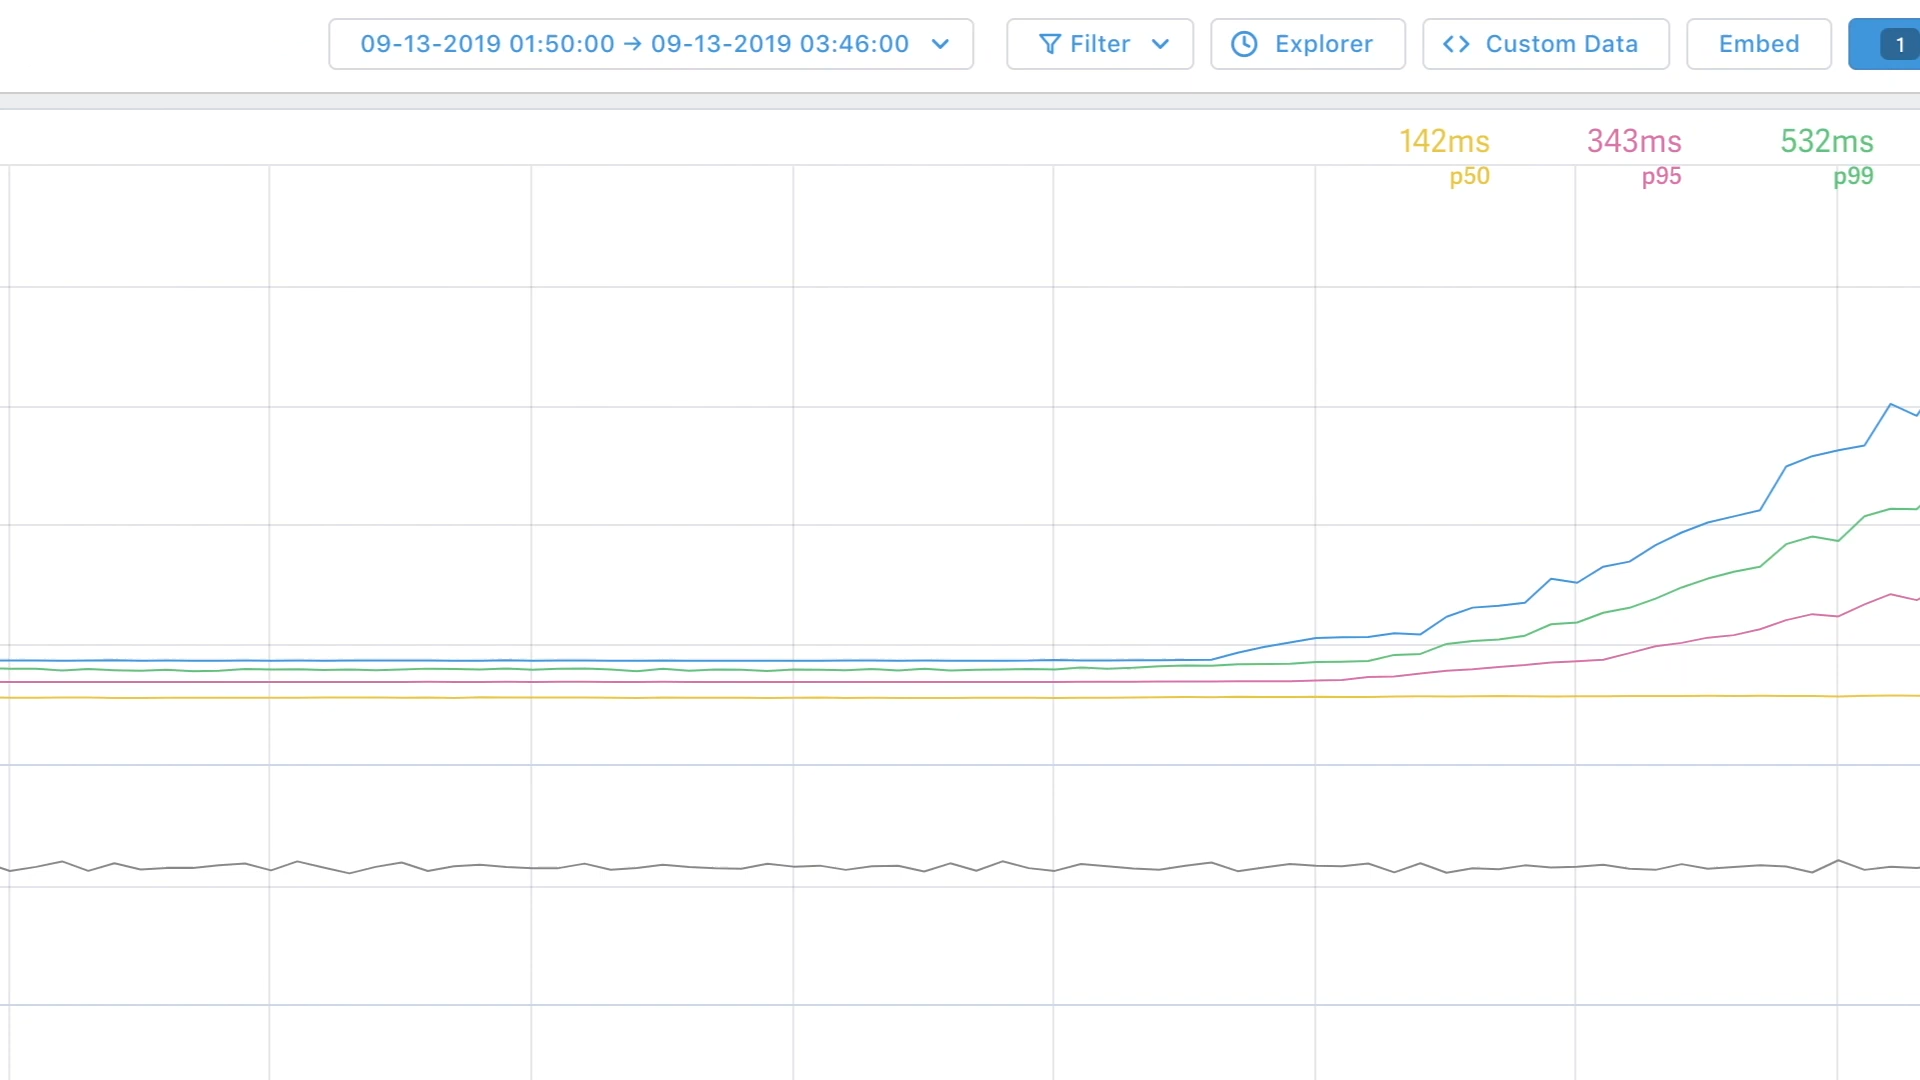 09-13-2019 01:50:00 → 09-13-2019 03:46:00 Filter Explorer Custom Data Embed 1
142ms 343ms 532ms
p50 p95 p99